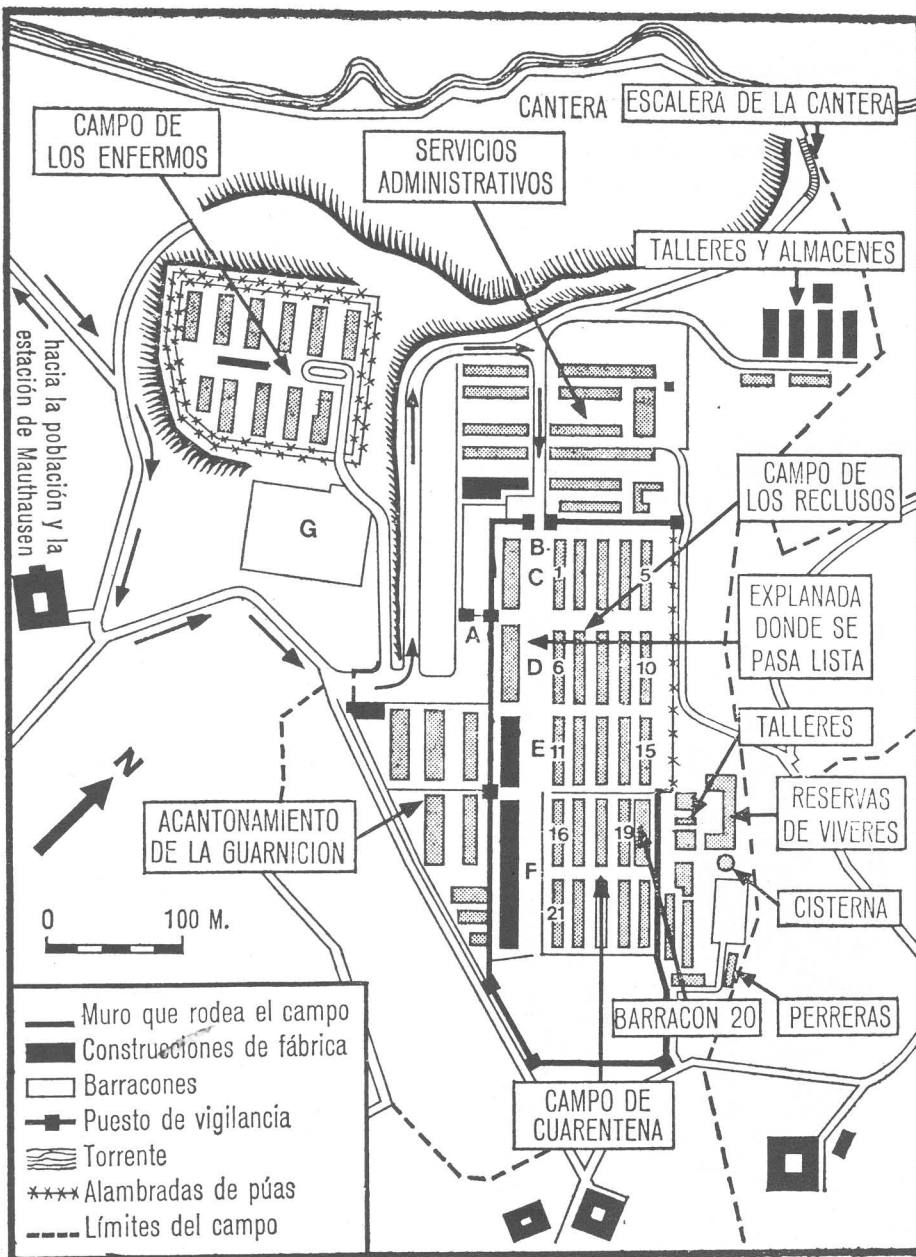 CANTERA
ESCALERA DE LA CANTERA
CAMPO DE
LOS ENFERMOS
SERVICIOS
ADMINISTRATIVOS
TALLERES Y ALMACENES
hacia la población y la
estación de Mauthausen
CAMPO DE
LOS RECLUSOS
G
B
C
1
5
A
D
6
10
EXPLANADA
DONDE SE
PASA LISTA
E
11
15
TALLERES
N
RESERVAS
DE VIVERES
ACANTONAMIENTO
DE LA GUARNICION
16
19
F
21
CISTERNA
0 100 M.
BARRACON 20
PERRERAS
CAMPO DE
CUARENTENA
Muro que rodea el campo
Construcciones de fábrica
Barracones
Puesto de vigilancia
Torrente
Alambradas de púas
Límites del campo